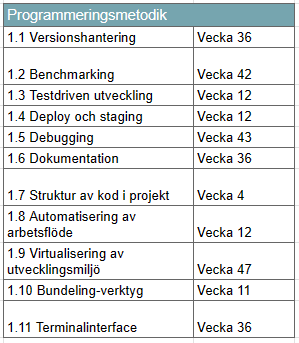 Programmeringsmetodik
1.1 Versionshantering Vecka 36
1.2 Benchmarking Vecka 42
1.3 Testdriven utveckling Vecka 12
1.4 Deploy och staging Vecka 12
1.5 Debugging Vecka 43
1.6 Dokumentation Vecka 36
1.7 Struktur av kod i projekt Vecka 4
1.8 Automatisering av
arbetsflöde Vecka 12
1.9 Virtualisering av
utvecklingsmiljö Vecka 47
1.10 Bundeling-verktyg Vecka 11
1.11 Terminalinterface Vecka 36